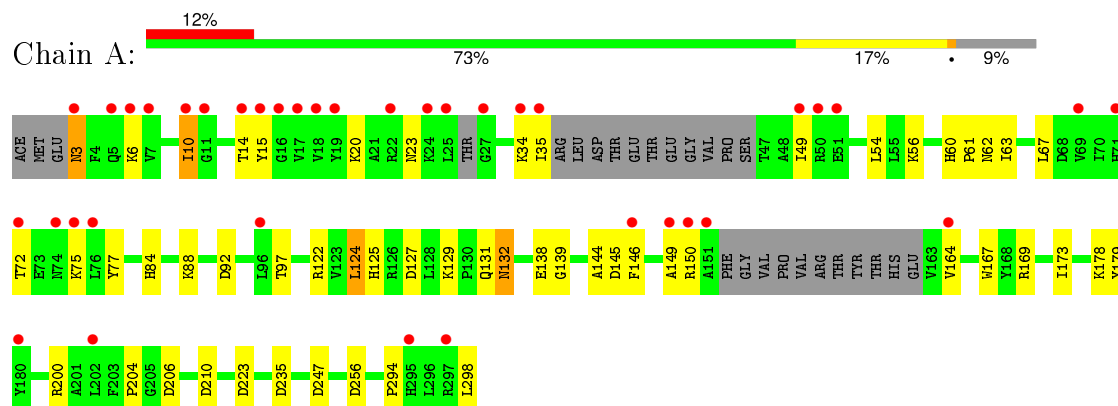 12%
Chain A:
73% 17% • 9%
ACE MET GLU N3 F4 Q5 K6 V7 I10 G11 T14 Y15 G16 V17 V18 Y19 K20 A21 R22 N23 K24 L25 THR G27 K34 I35 ARG LEU ASP THR GLU THR GLU GLY VAL PRO SER T47 A48 I49 R50 E51 L54 L55 K56 H60 P61 N62 I63 L67 D68 V69 I70 H71
T72 E73 N74 K75 L76 Y77 H84 K88 D92 L96 T97 R122 V123 L124 H125 R126 D127 L128 K129 P130 Q131 N132 E138 G139 A144 D145 F146 A149 R150 A151 PHE GLY VAL PRO VAL ARG THR TYR THR HIS GLU V163 V164 W167 Y168 R169 I173 K178 Y179
Y180 R200 A201 L202 F203 P204 G205 D206 D210 D223 D235 D247 D256 P294 H295 L296 R297 L298